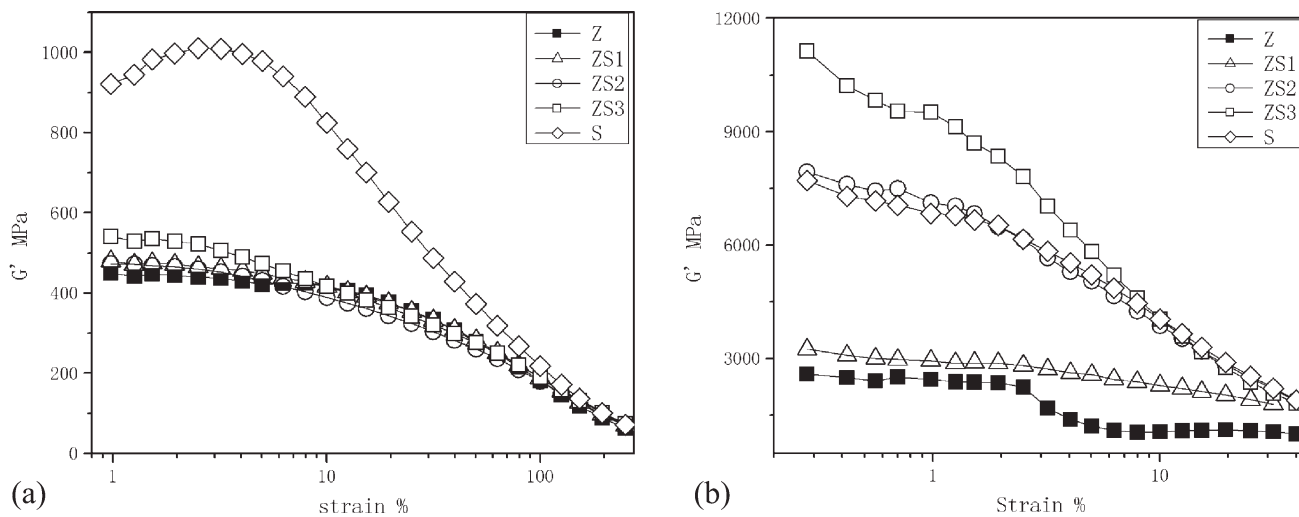 1000
800
600
400
200
0
G' MPa
1
10
100
strain %
Z
ZS1
ZS2
ZS3
S
(a)
12000
9000
6000
3000
G' MPa
1
10
Strain %
Z
ZS1
ZS2
ZS3
S
(b)